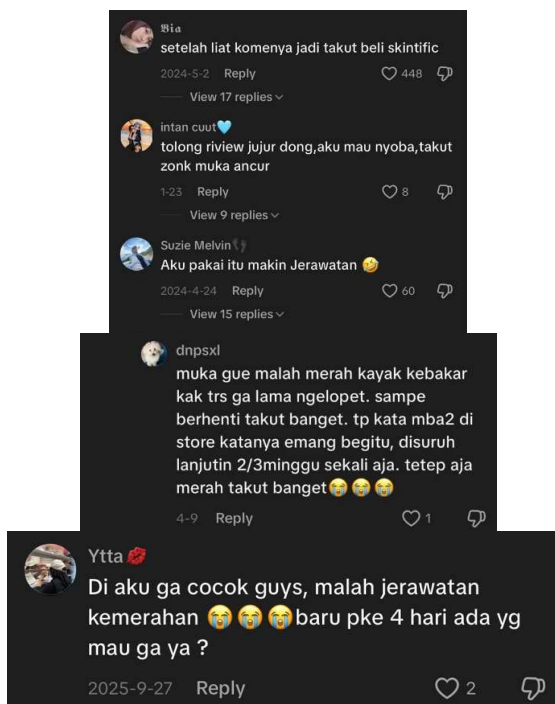 𝕭𝖎𝖆
setelah liat komenya jadi takut beli skintific
2024-5-2 Reply 448
View 17 replies
intan cuut🩵
tolong riview jujur dong,aku mau nyoba,takut
zonk muka ancur
1-23 Reply 8
View 9 replies
Suzie Melvin👣
Aku pakai itu makin Jerawatan 🤣
2024-4-24 Reply 60
View 15 replies
dnpsxl
muka gue malah merah kayak kebakar
kak trs ga lama ngelopet. sampe
berhenti takut banget. tp kata mba2 di
store katanya emang begitu, disuruh
lanjutin 2/3minggu sekali aja. tetep aja
merah takut banget😭😭😭
4-9 Reply 1
Ytta💋
Di aku ga cocok guys, malah jerawatan
kemerahan 😭😭😭baru pke 4 hari ada yg
mau ga ya ?
2025-9-27 Reply 2